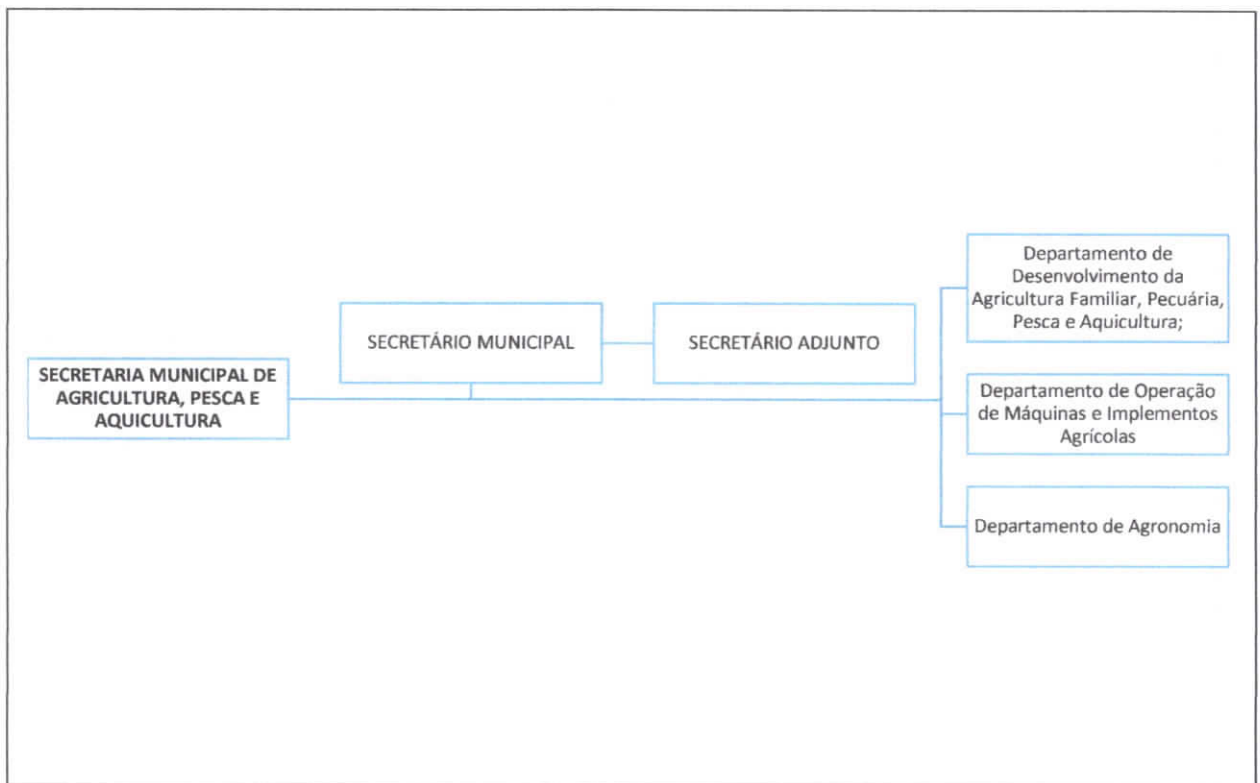 SECRETARIA MUNICIPAL DE
AGRICULTURA, PESCA E
AQUICULTURA
SECRETÁRIO MUNICIPAL
SECRETÁRIO ADJUNTO
Departamento de
Desenvolvimento da
Agricultura Familiar, Pecuária,
Pesca e Aquicultura;
Departamento de Operação
de Máquinas e Implementos
Agrícolas
Departamento de Agronomia